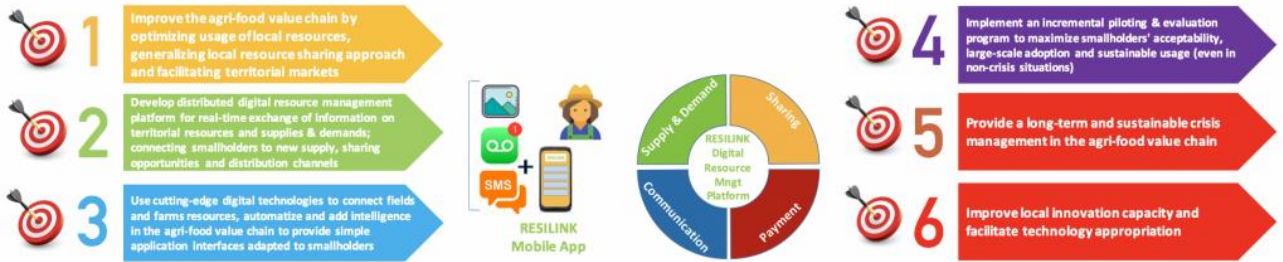 1
Improve the agri-food value chain by
optimizing usage of local resources,
generalizing local resource sharing approach
and facilitating territorial markets
2
Develop distributed digital resource management
platform for real-time exchange of information on
territorial resources and supplies & demands;
connecting smallholders to new supply, sharing
opportunities and distribution channels
3
Use cutting-edge digital technologies to connect fields
and farms resources, automatize and add intelligence
in the agri-food value chain to provide simple
application interfaces adapted to smallholders
1
SMS
+
RESILINK
Mobile App
Supply & Demand
Sharing
Communication
Payment
RESILINK
Digital
Resource
Mngt
Platform
4
Implement an incremental piloting & evaluation
program to maximize smallholders' acceptability,
large-scale adoption and sustainable usage (even in
non-crisis situations)
5
Provide a long-term and sustainable crisis
management in the agri-food value chain
6
Improve local innovation capacity and
facilitate technology appropriation